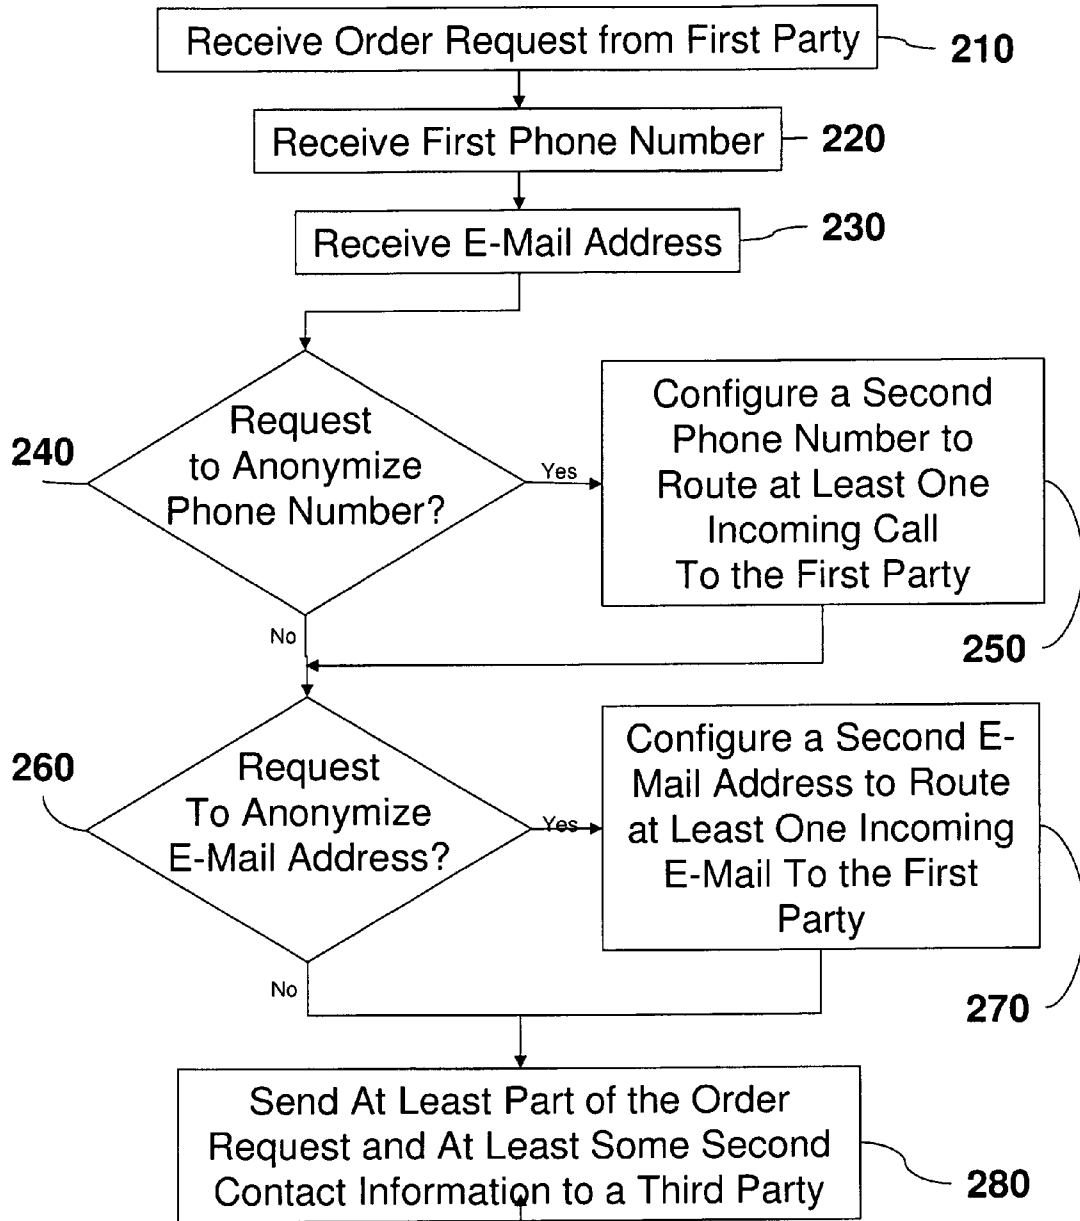 Receive Order Request from First Party
210
Receive First Phone Number
220
Receive E-Mail Address
230
Request
to Anonymize
Phone Number?
240
Yes
No
Configure a Second
Phone Number to
Route at Least One
Incoming Call
To the First Party
250
Request
To Anonymize
E-Mail Address?
260
Yes
No
Configure a Second E-
Mail Address to Route
at Least One Incoming
E-Mail To the First
Party
270
Send At Least Part of the Order
Request and At Least Some Second
Contact Information to a Third Party
280